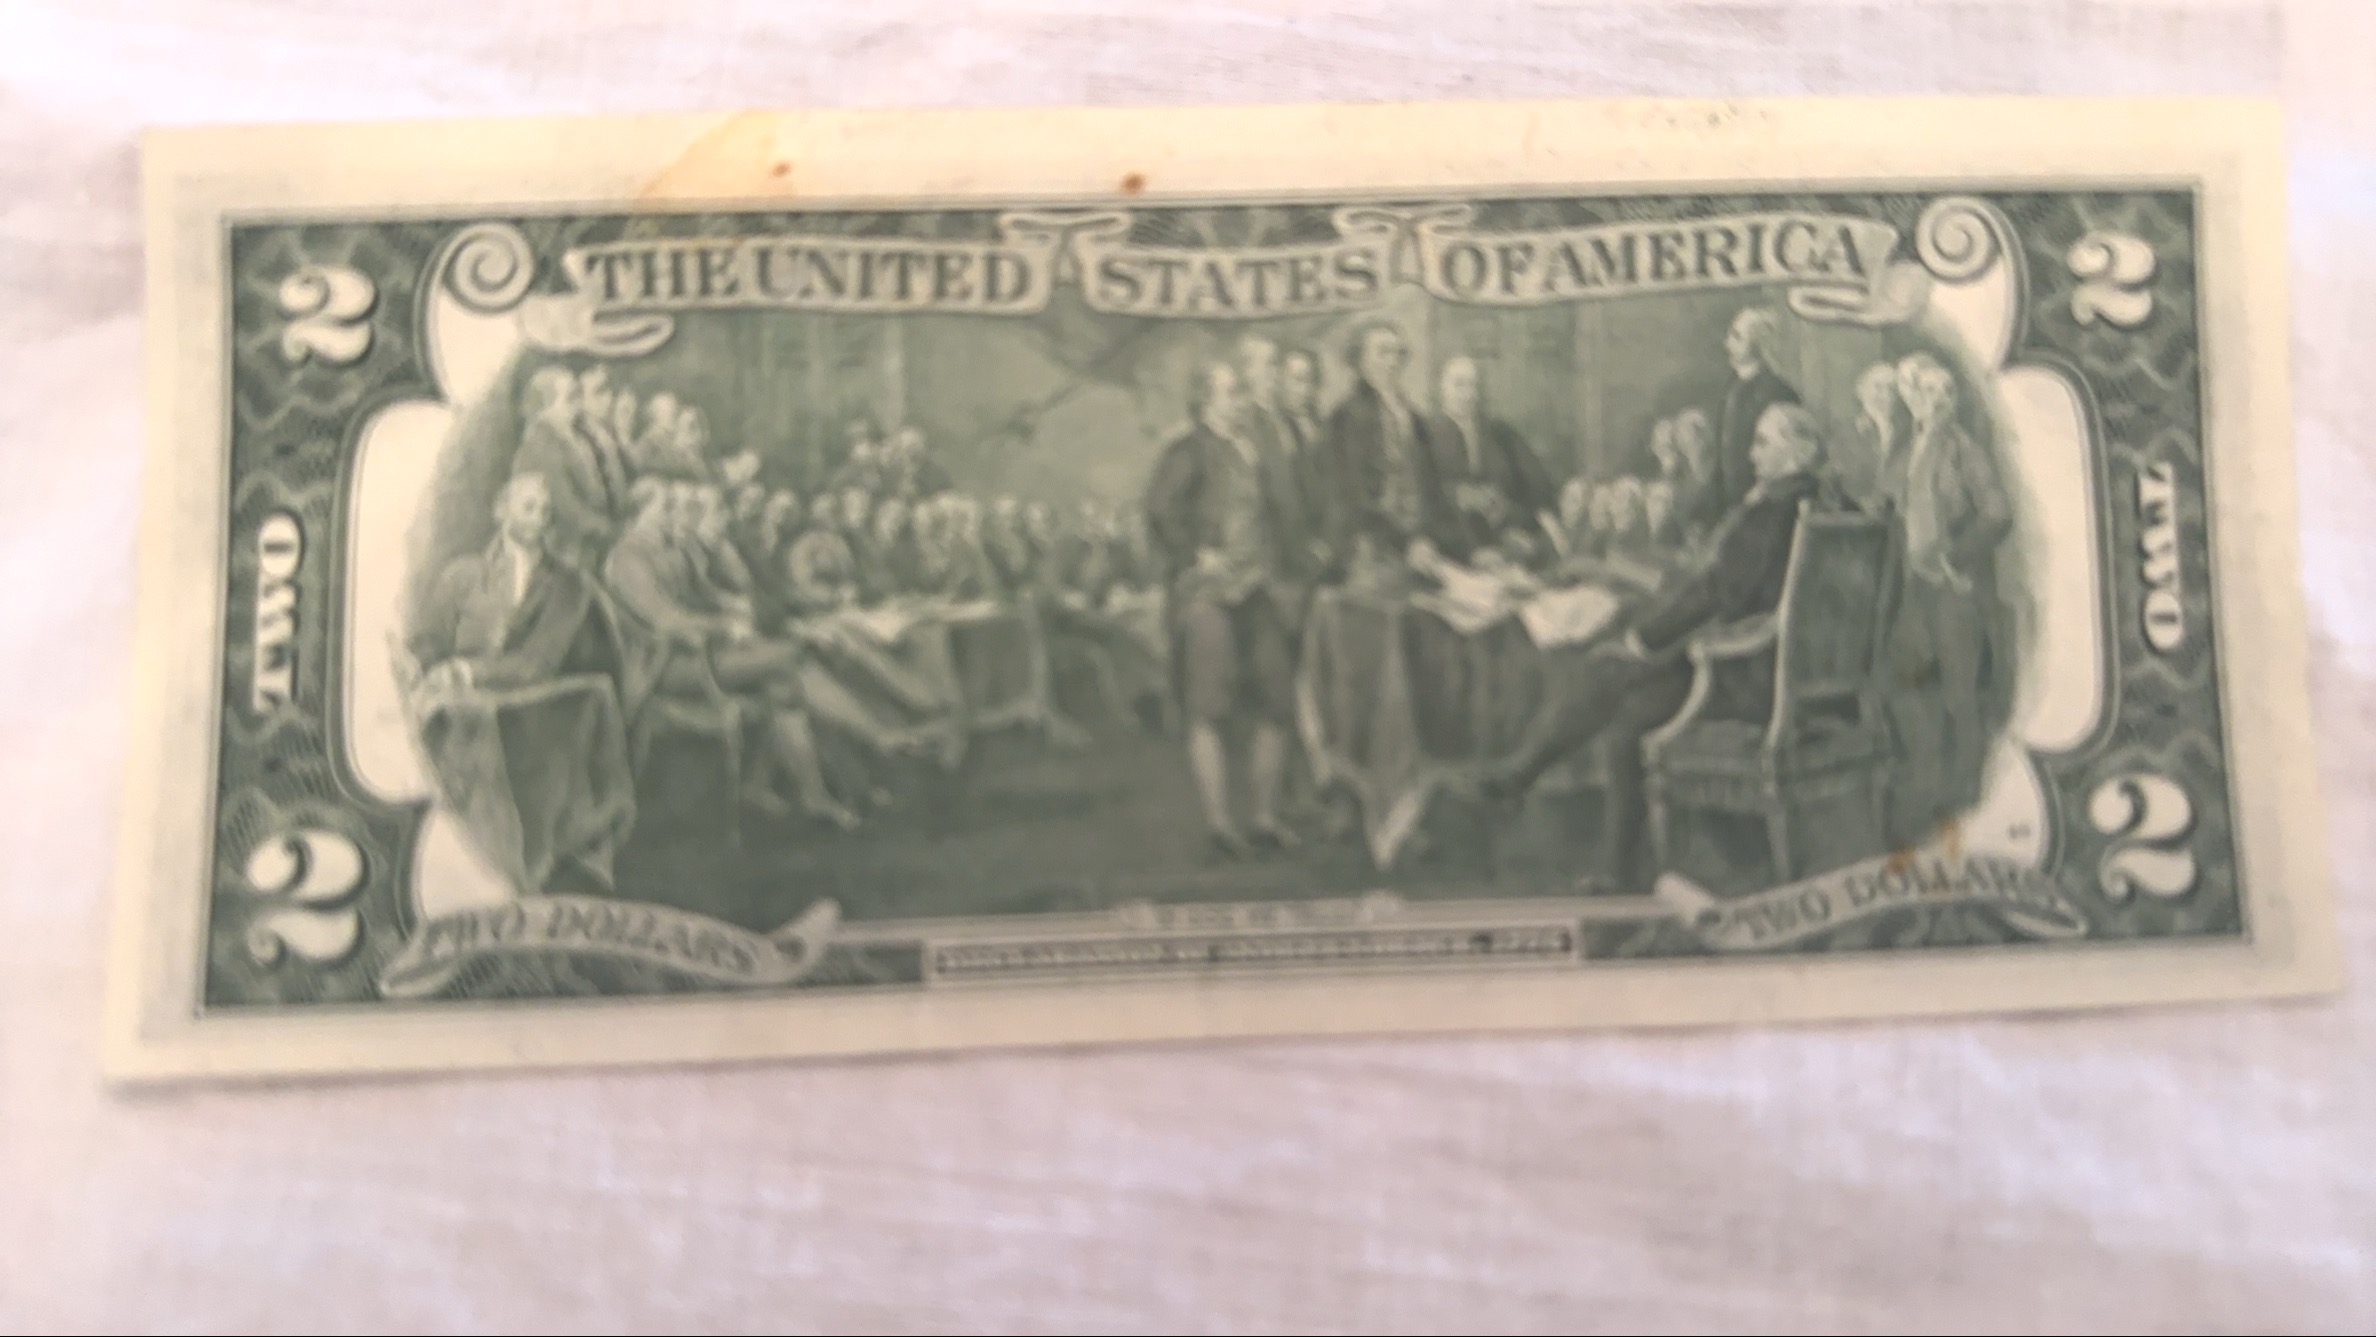 THE UNITED STATES OF AMERICA
2
2
TWO
TWO
2
2
TWO DOLLARS
TWO DOLLARS